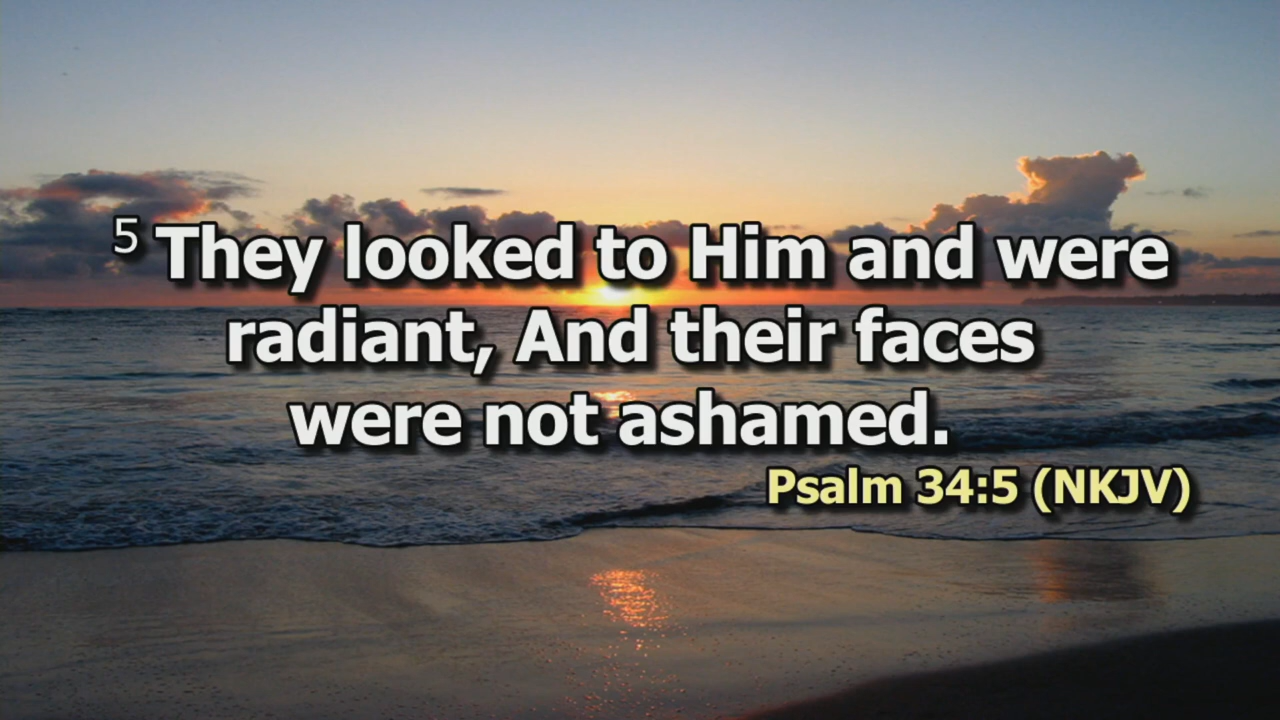 5 They looked to Him and were
radiant, And their faces
were not ashamed.
Psalm 34:5 (NKJV)